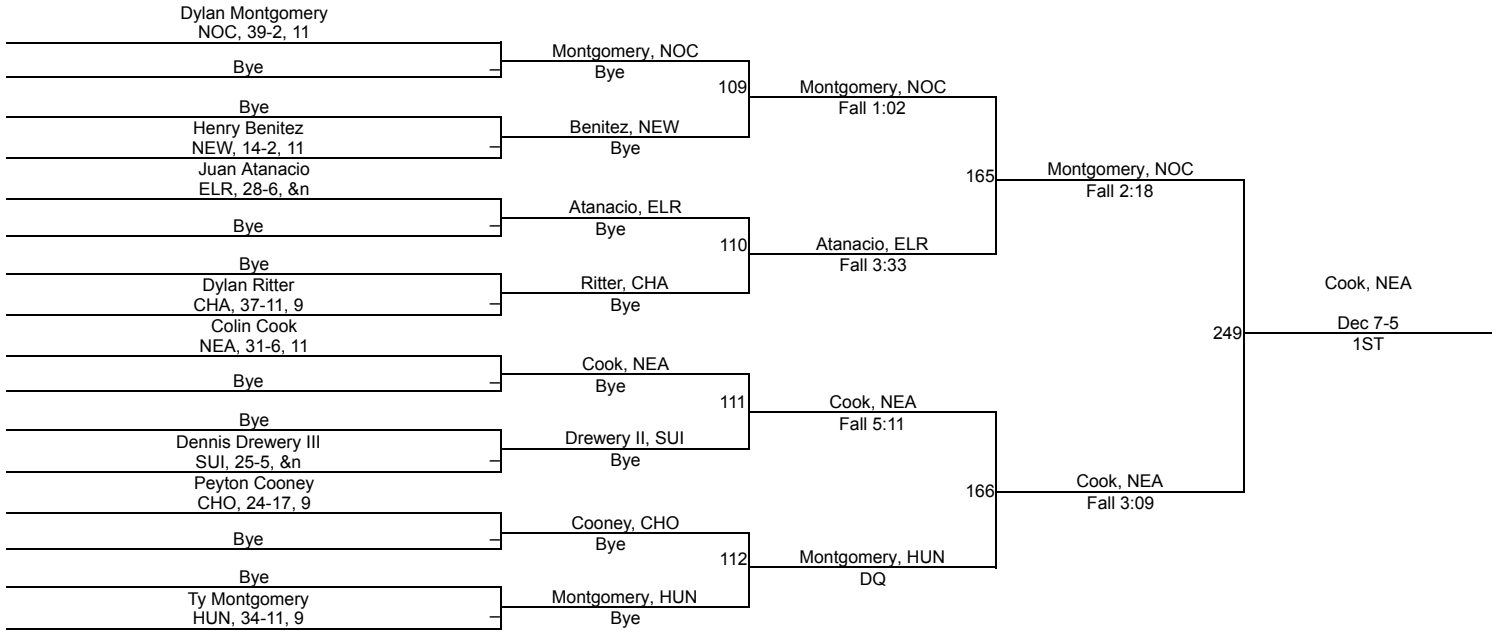 Dylan Montgomery
NOC, 39-2, 11
Bye
Bye
Henry Benitez
NEW, 14-2, 11
Juan Atanacio
ELR, 28-6, &n
Bye
Bye
Dylan Ritter
CHA, 37-11, 9
Colin Cook
NEA, 31-6, 11
Bye
Bye
Dennis Drewery III
SUI, 25-5, &n
Peyton Cooney
CHO, 24-17, 9
Bye
Bye
Ty Montgomery
HUN, 34-11, 9
Montgomery, NOC
Bye
109
Benitez, NEW
Bye
Atanacio, ELR
Bye
110
Ritter, CHA
Bye
Cook, NEA
Bye
111
Drewery II, SUI
Bye
Cooney, CHO
Bye
112
Montgomery, HUN
Bye
Montgomery, NOC
Fall 1:02
165
Atanacio, ELR
Fall 3:33
Cook, NEA
Fall 5:11
166
Montgomery, HUN
DQ
Montgomery, NOC
Fall 2:18
249
Cook, NEA
Fall 3:09
Cook, NEA
Dec 7-5
1ST